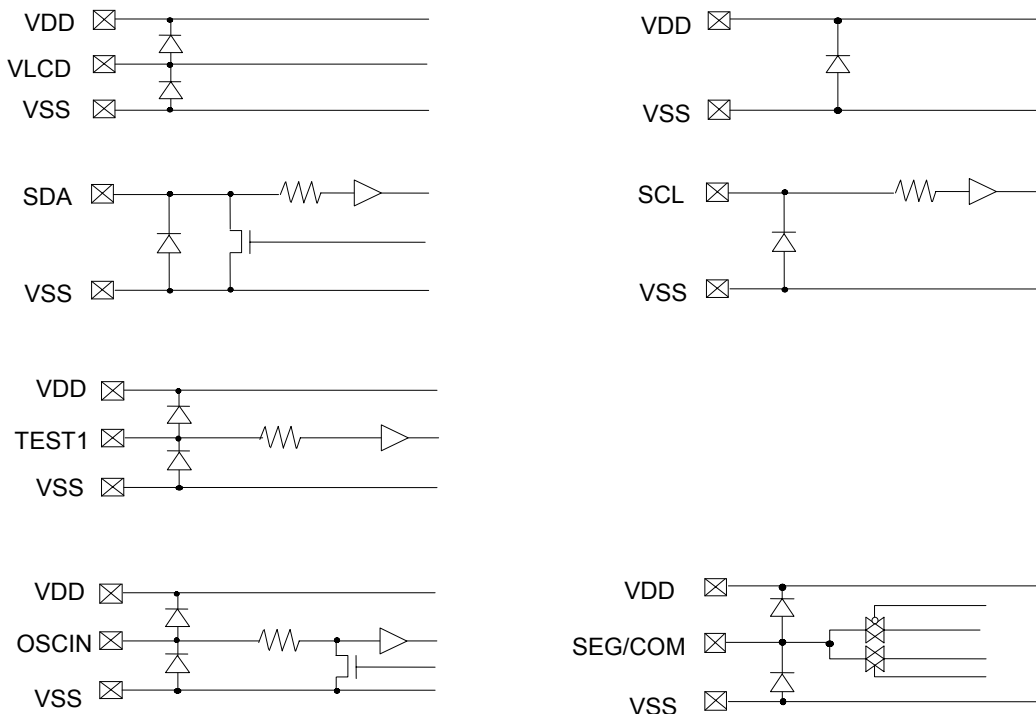 VDD
VLCD
VSS
VDD
VSS
SDA
VSS
SCL
VSS
VDD
TEST1
VSS
VDD
OSCIN
VSS
VDD
SEG/COM
VSS